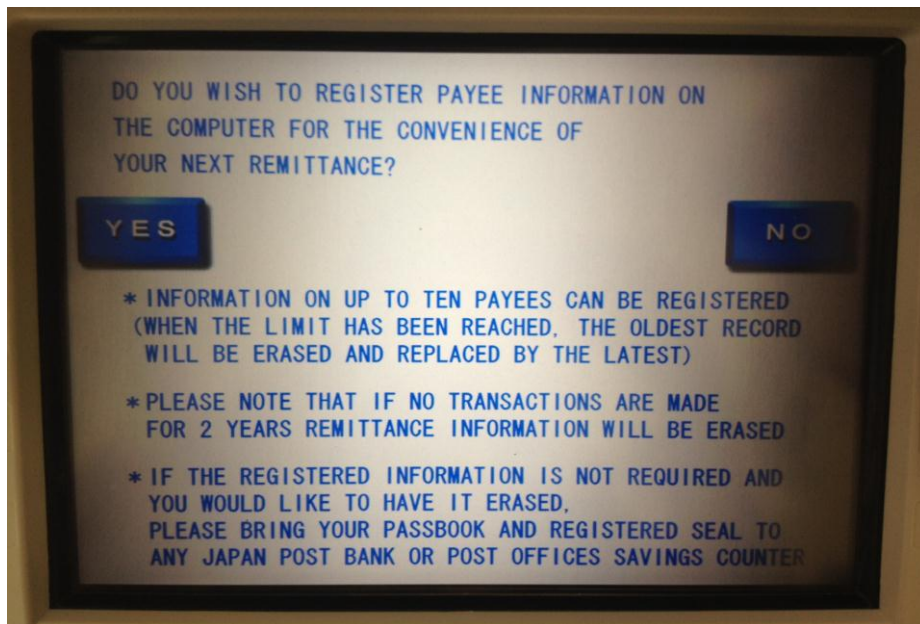 DO YOU WISH TO REGISTER PAYEE INFORMATION ON
THE COMPUTER FOR THE CONVENIENCE OF
YOUR NEXT REMITTANCE?
YES
NO
* INFORMATION ON UP TO TEN PAYEES CAN BE REGISTERED
(WHEN THE LIMIT HAS BEEN REACHED, THE OLDEST RECORD
WILL BE ERASED AND REPLACED BY THE LATEST)
* PLEASE NOTE THAT IF NO TRANSACTIONS ARE MADE
FOR 2 YEARS REMITTANCE INFORMATION WILL BE ERASED
* IF THE REGISTERED INFORMATION IS NOT REQUIRED AND
YOU WOULD LIKE TO HAVE IT ERASED,
PLEASE BRING YOUR PASSBOOK AND REGISTERED SEAL TO
ANY JAPAN POST BANK OR POST OFFICES SAVINGS COUNTER